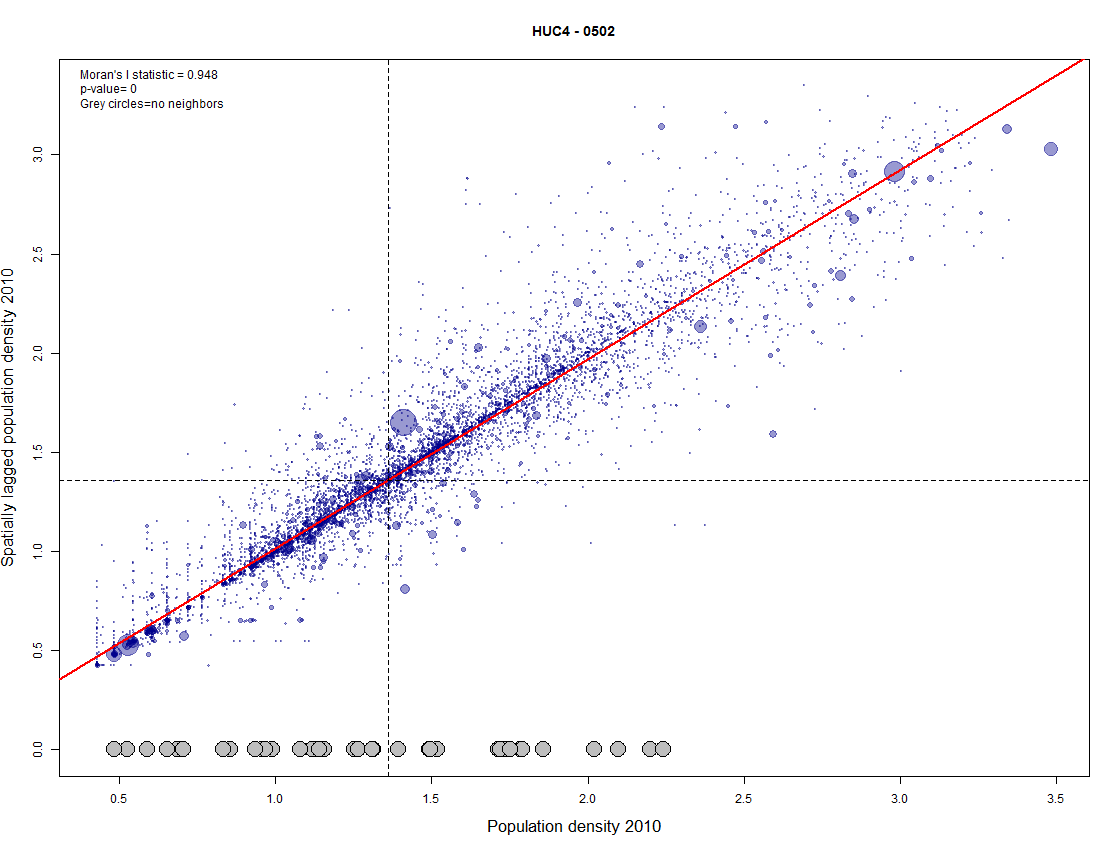 HUC4 - 0502
Moran's I statistic = 0.948
p-value= 0
Grey circles=no neighbors
Spatially lagged population density 2010
3.0
2.5
2.0
1.5
1.0
0.5
0.0
0.5 1.0 1.5 2.0 2.5 3.0 3.5
Population density 2010